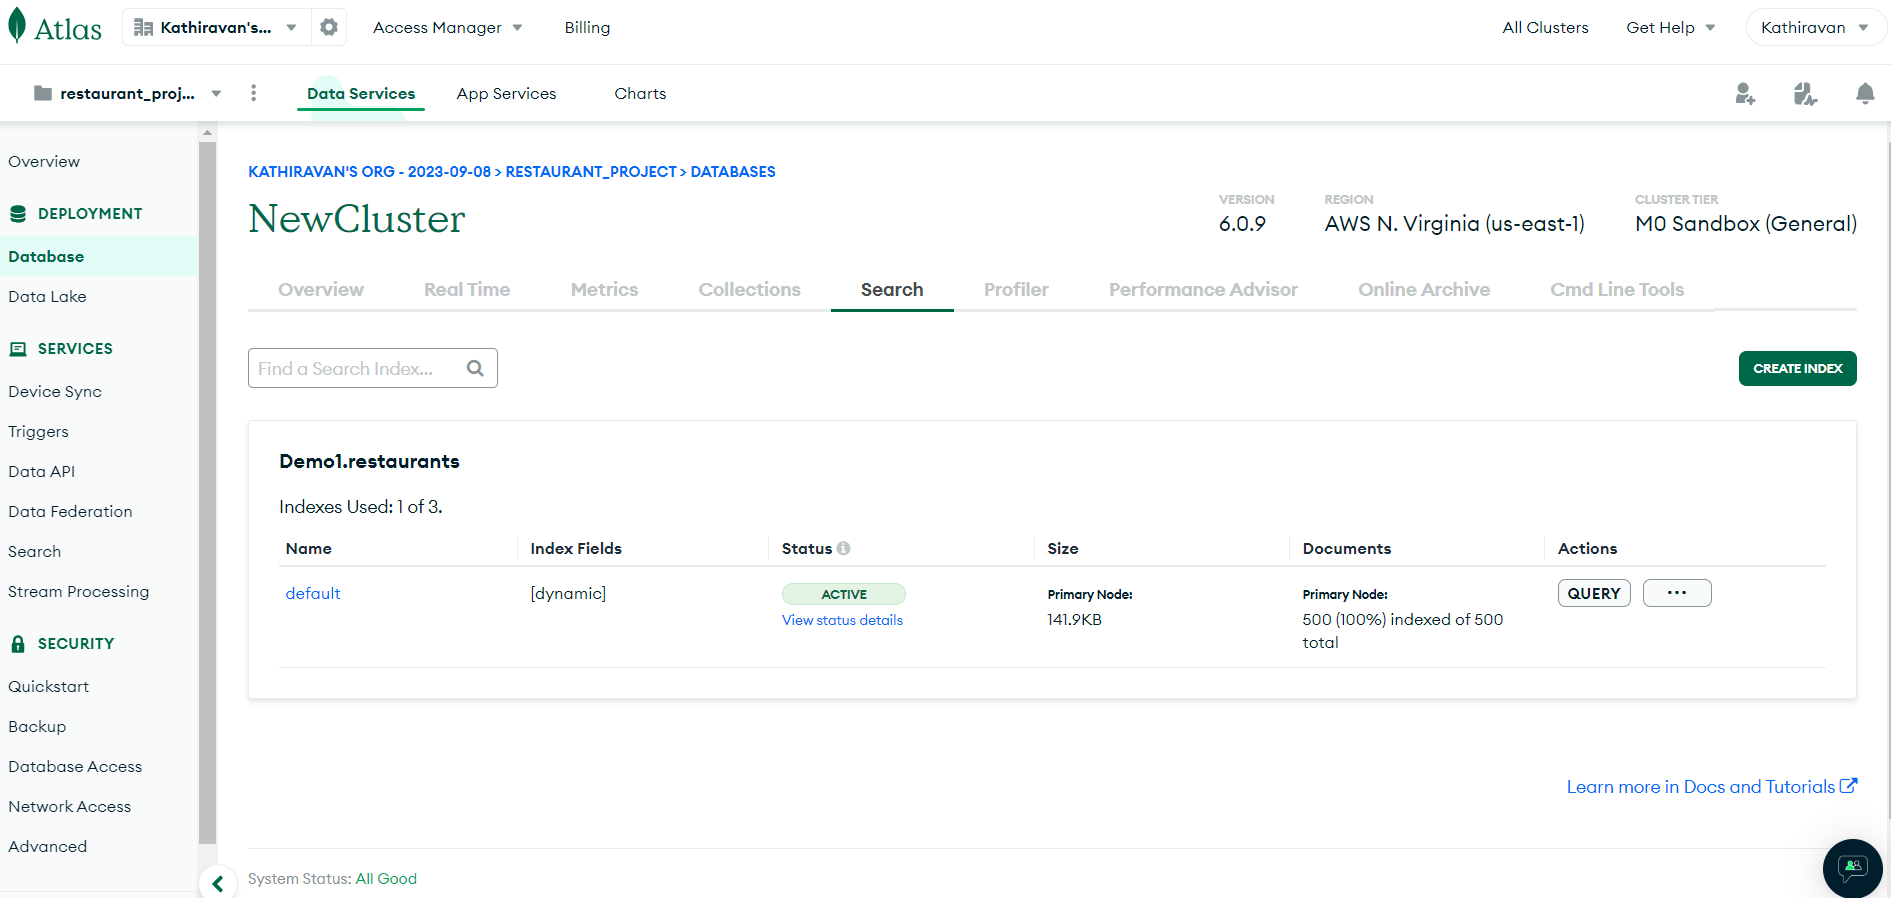 Atlas
Kathiravan's...
Access Manager
Billing
All Clusters
Get Help
Kathiravan
restaurant_proj...
Data Services
App Services
Charts
Overview
DEPLOYMENT
Database
Data Lake
SERVICES
Device Sync
Triggers
Data API
Data Federation
Search
Stream Processing
SECURITY
Quickstart
Backup
Database Access
Network Access
Advanced
KATHIRAVAN'S ORG - 2023-09-08 > RESTAURANT_PROJECT > DATABASES
NewCluster
VERSION
6.0.9
REGION
AWS N. Virginia (us-east-1)
CLUSTER TIER
M0 Sandbox (General)
Overview
Real Time
Metrics
Collections
Search
Profiler
Performance Advisor
Online Archive
Cmd Line Tools
Find a Search Index...
CREATE INDEX
Demo1.restaurants
Indexes Used: 1 of 3.
Name
Index Fields
Status
Size
Documents
Actions
default
[dynamic]
ACTIVE
View status details
Primary Node:
141.9KB
Primary Node:
500 (100%) indexed of 500
total
QUERY
...
Learn more in Docs and Tutorials
System Status: All Good